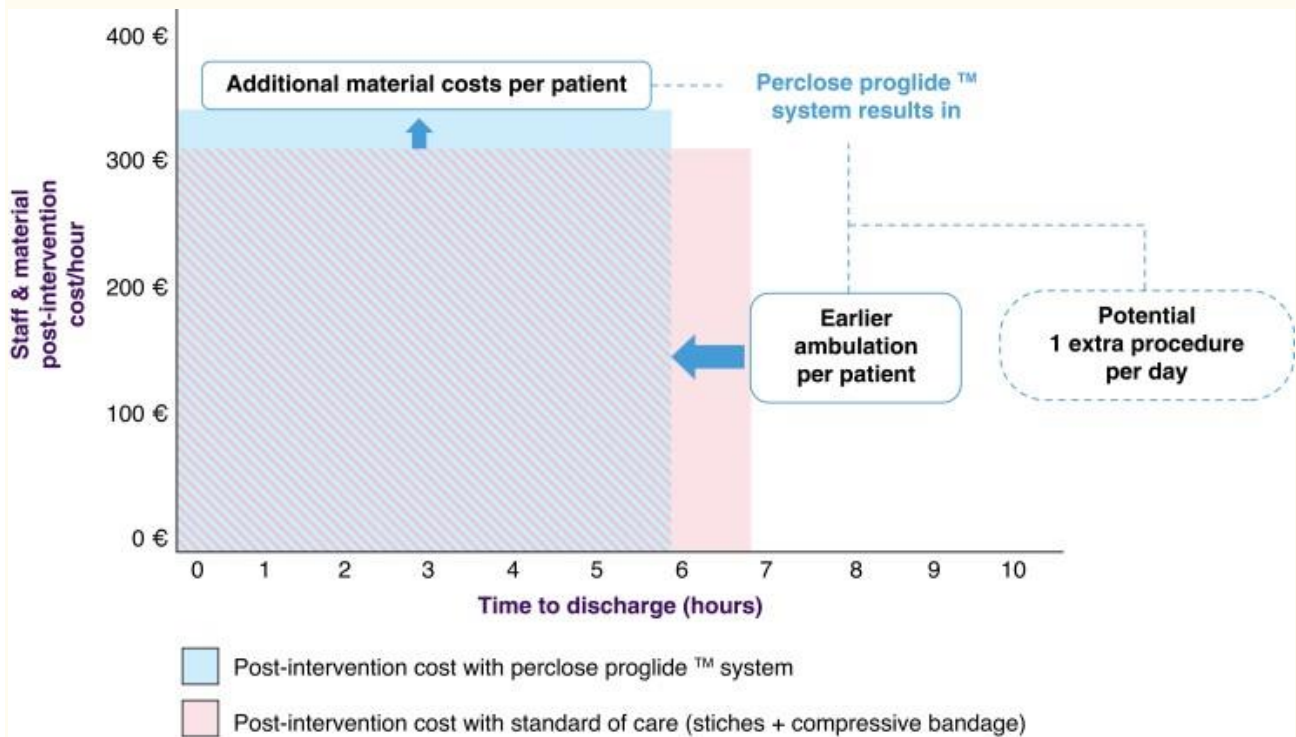 400 €
Additional material costs per patient
Perclose proglide ™
system results in
300 €
Staff & material
post-intervention
cost/hour
200 €
Earlier
ambulation
per patient
Potential
1 extra procedure
per day
100 €
0 €
0 1 2 3 4 5 6 7 8 9 10
Time to discharge (hours)
Post-intervention cost with perclose proglide ™ system
Post-intervention cost with standard of care (stiches + compressive bandage)